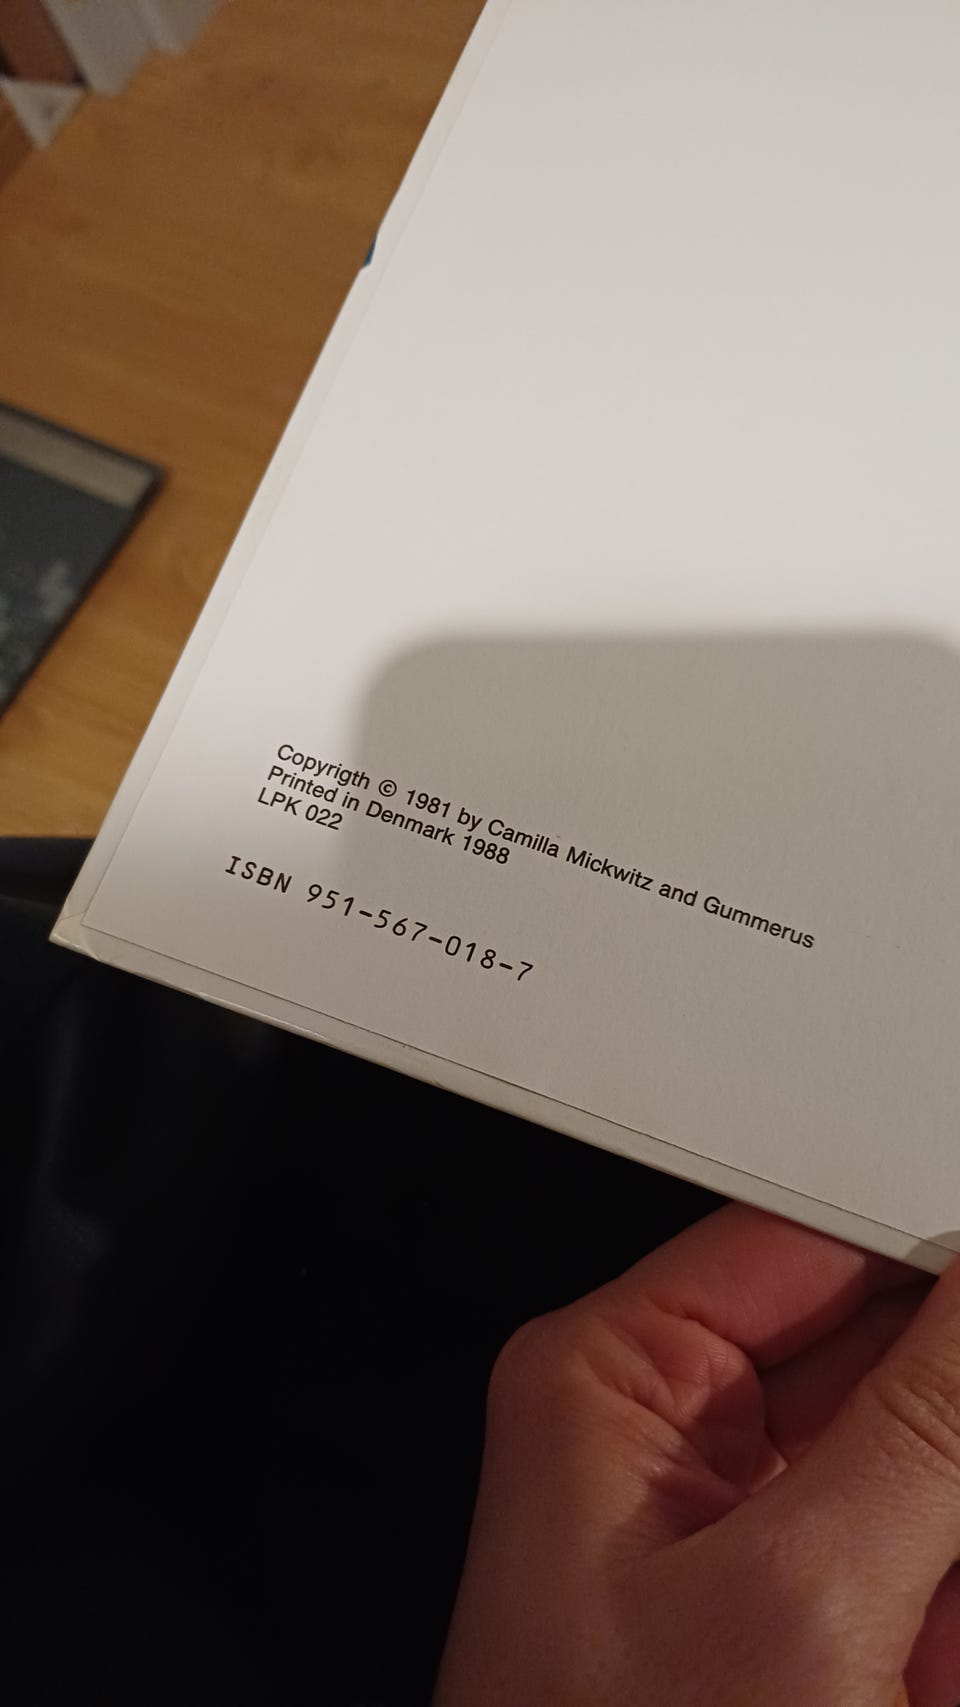 Copyrigth © 1981 by Camilla Mickwitz and Gummerus
Printed in Denmark 1988
LPK 022
ISBN 951-567-018-7